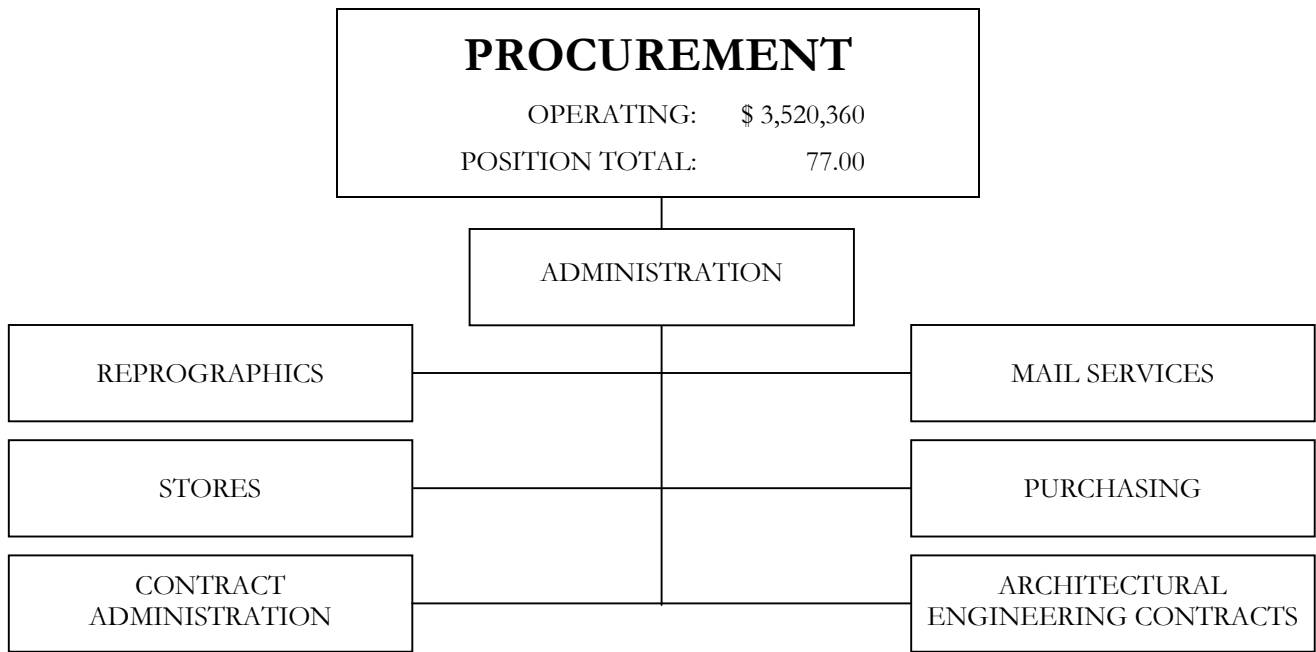 PROCUREMENT
OPERATING: $ 3,520,360
POSITION TOTAL: 77.00
ADMINISTRATION
REPROGRAPHICS
MAIL SERVICES
STORES
PURCHASING
CONTRACT
ADMINISTRATION
ARCHITECTURAL
ENGINEERING CONTRACTS